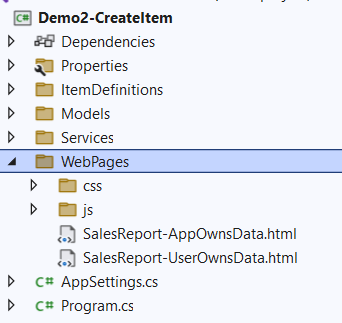 Demo2-CreateItem
Dependencies
Properties
ItemDefinitions
Models
Services
WebPages
css
js
SalesReport-AppOwnsData.html
SalesReport-UserOwnsData.html
C# AppSettings.cs
C# Program.cs